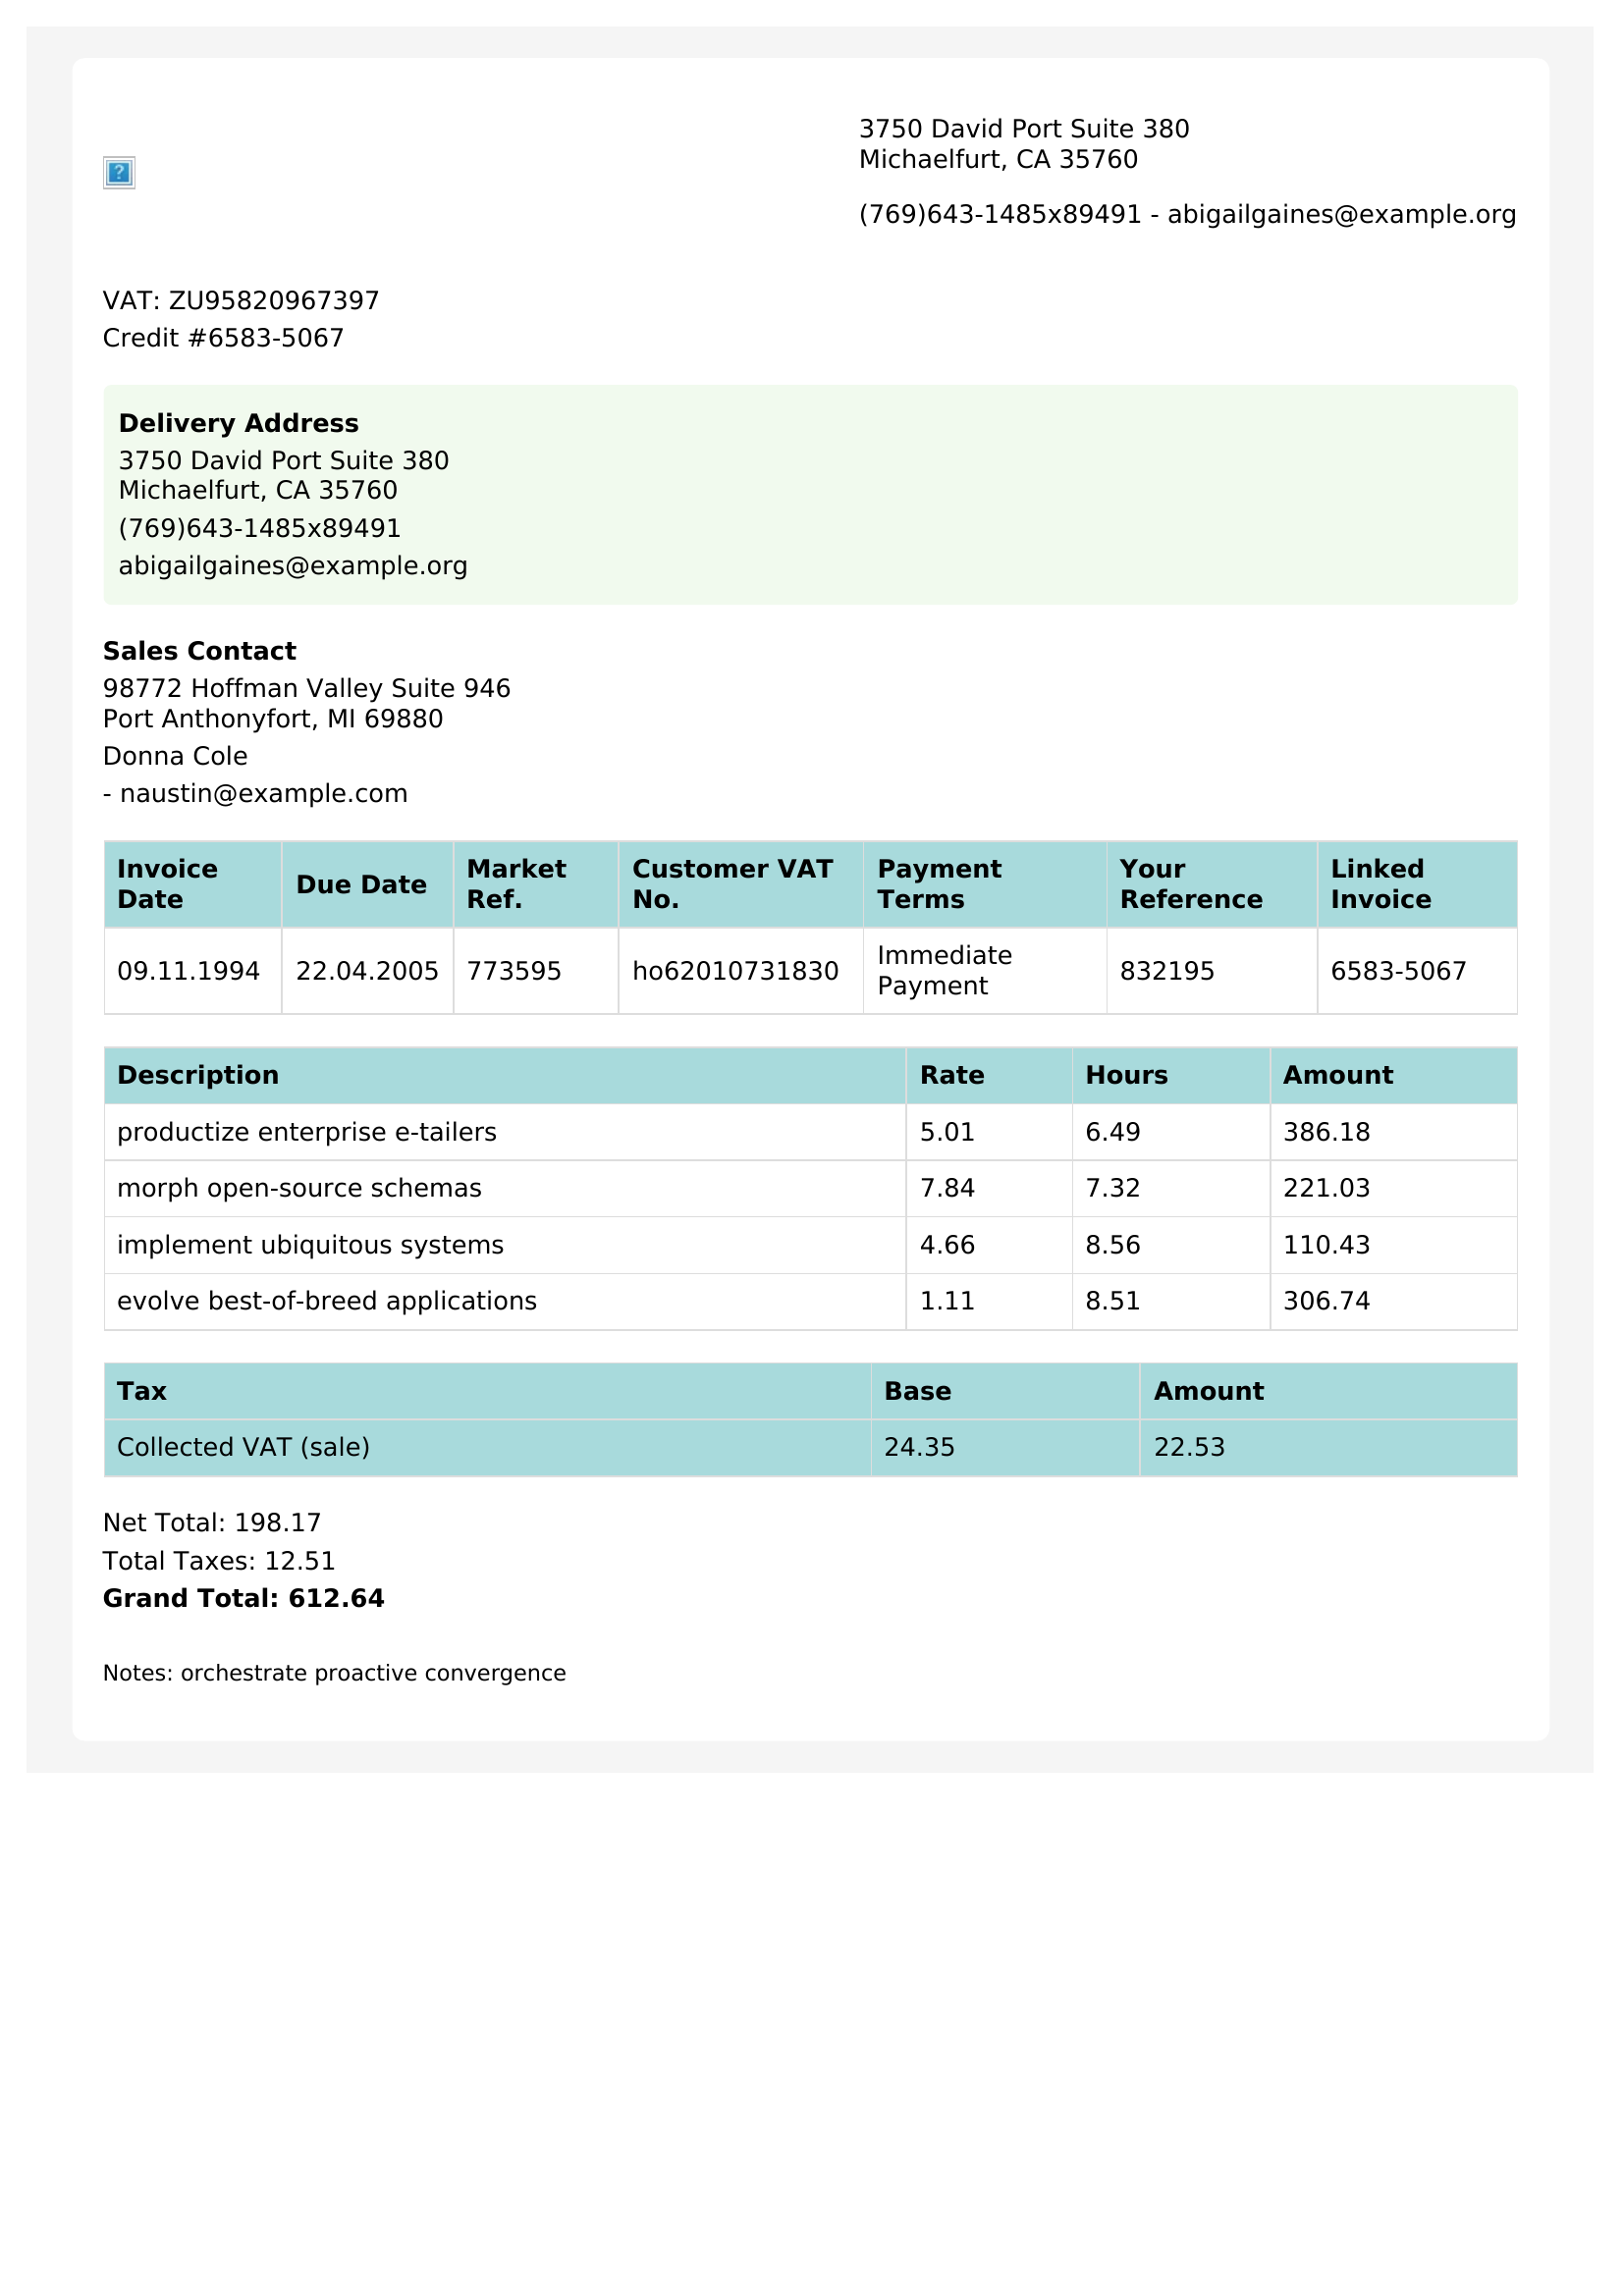 3750 David Port Suite 380
Michaelfurt, CA 35760
(769)643-1485x89491 - abigailgaines@example.org
VAT: ZU95820967397
Credit #6583-5067
Delivery Address
3750 David Port Suite 380
Michaelfurt, CA 35760
(769)643-1485x89491
abigailgaines@example.org
Sales Contact
98772 Hoffman Valley Suite 946
Port Anthonyfort, MI 69880
Donna Cole
- naustin@example.com
Invoice Date Due Date Market Ref. Customer VAT No. Payment Terms Your Reference Linked Invoice
09.11.1994 22.04.2005 773595 ho62010731830 Immediate Payment 832195 6583-5067
Description Rate Hours Amount
productize enterprise e-tailers 5.01 6.49 386.18
morph open-source schemas 7.84 7.32 221.03
implement ubiquitous systems 4.66 8.56 110.43
evolve best-of-breed applications 1.11 8.51 306.74
Tax Base Amount
Collected VAT (sale) 24.35 22.53
Net Total: 198.17
Total Taxes: 12.51
Grand Total: 612.64
Notes: orchestrate proactive convergence